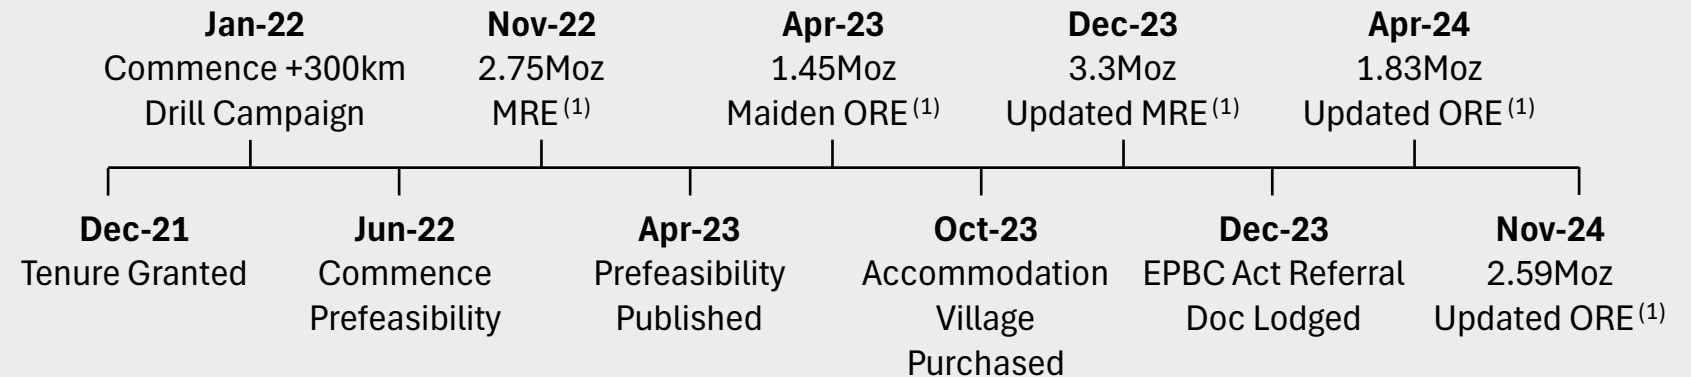 Jan-22
Commence +300km
Drill Campaign
Nov-22
2.75Moz
MRE (1)
Apr-23
1.45Moz
Maiden ORE (1)
Dec-23
3.3Moz
Updated MRE (1)
Apr-24
1.83Moz
Updated ORE (1)
Dec-21
Tenure Granted
Jun-22
Commence
Prefeasibility
Apr-23
Prefeasibility
Published
Oct-23
Accommodation
Village
Purchased
Dec-23
EPBC Act Referral
Doc Lodged
Nov-24
2.59Moz
Updated ORE (1)